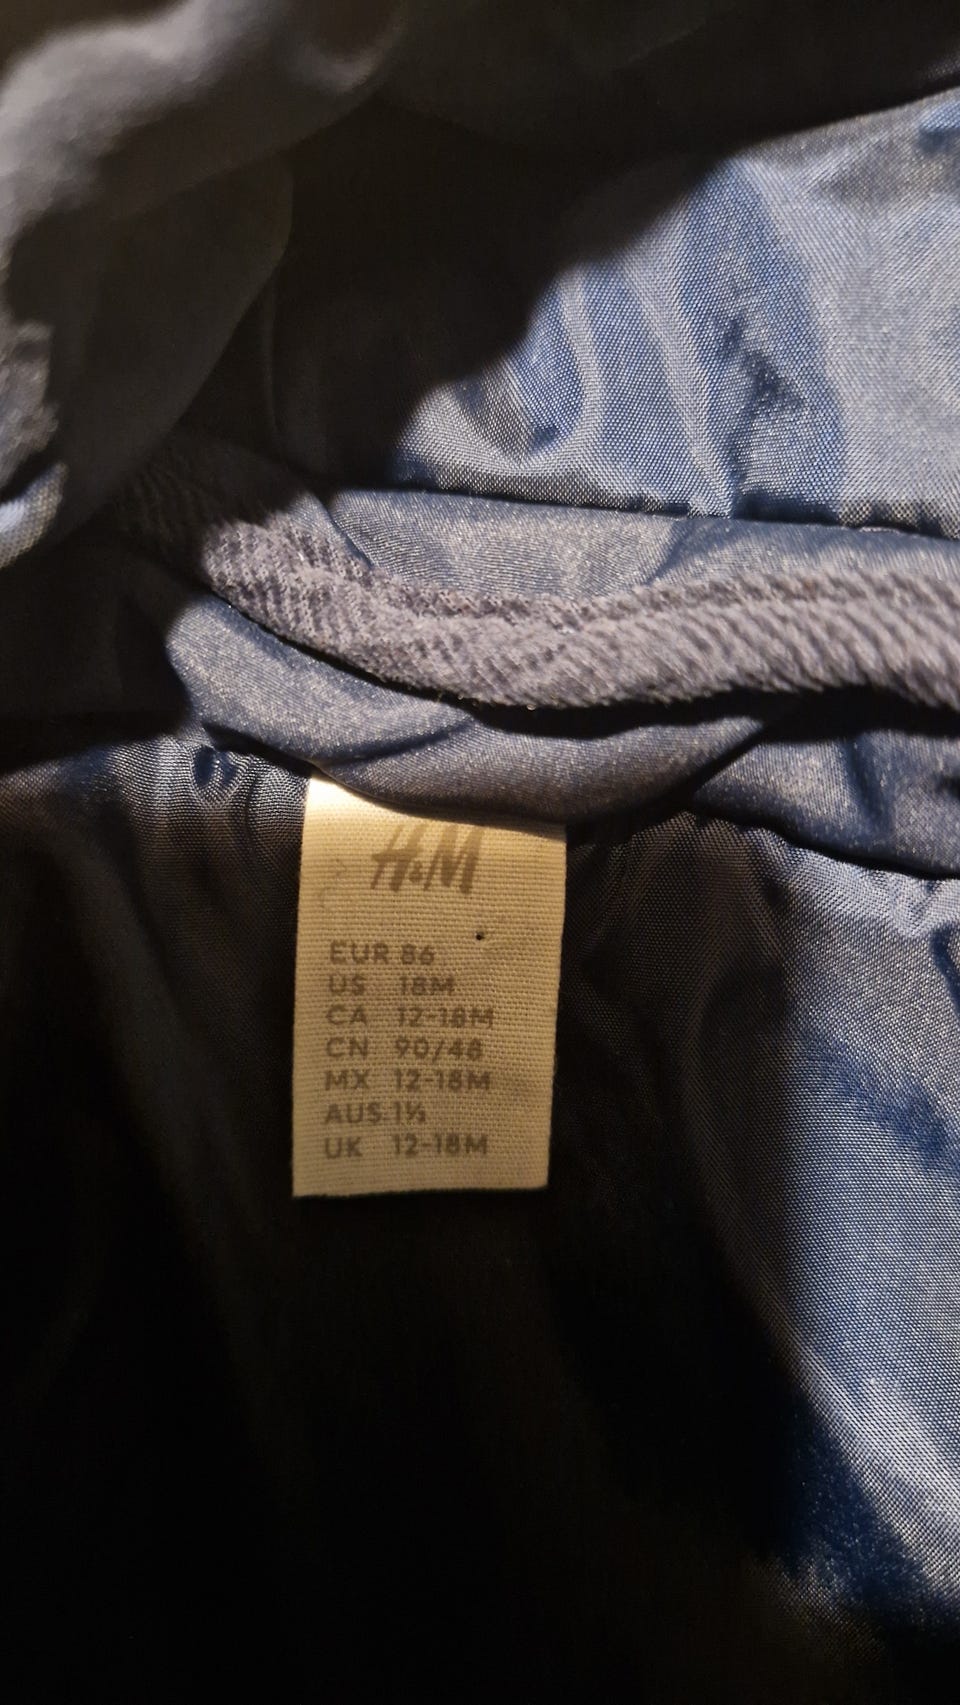 H&M
EUR 86
US 18M
CA 12-18M
CN 90/48
MX 12-18M
AUS 1½
UK 12-18M